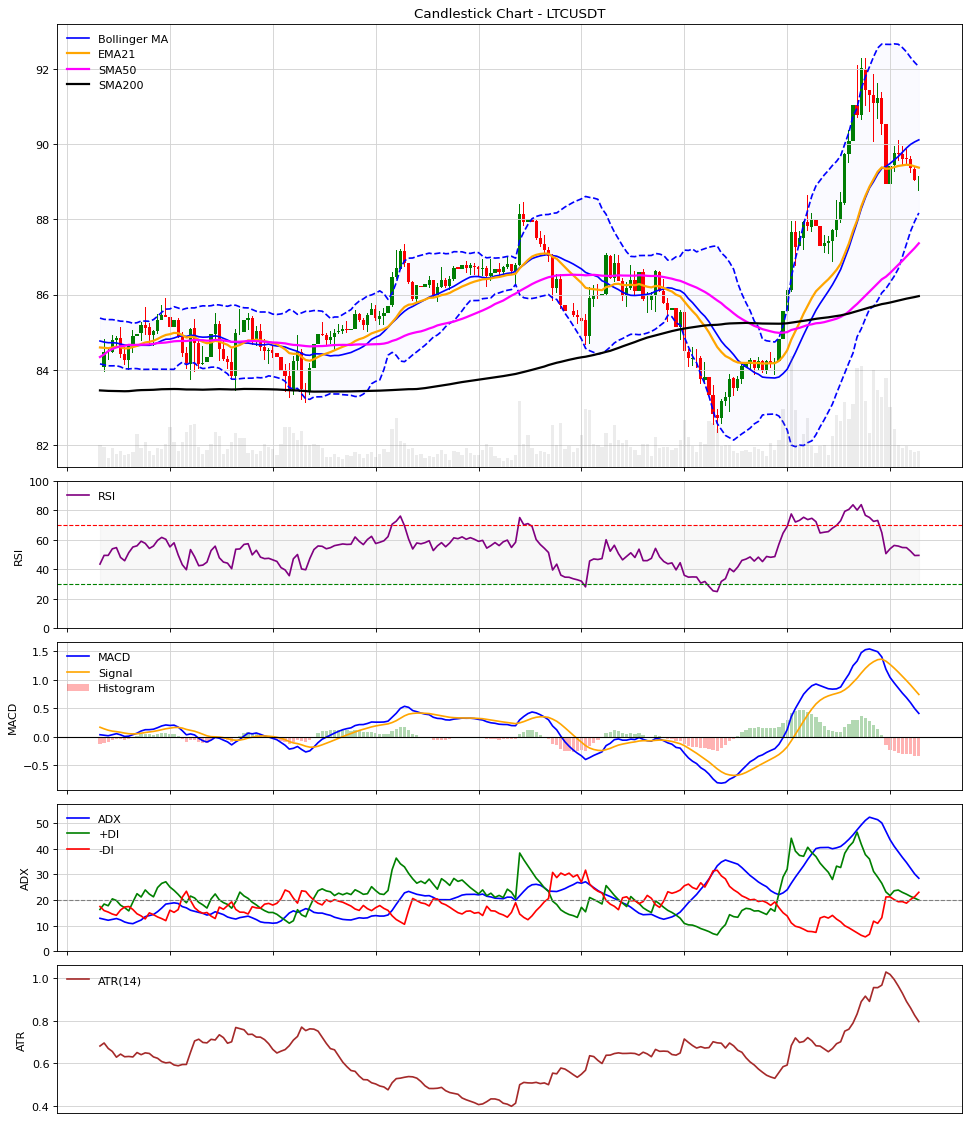 Candlestick Chart - LTCUSDT
Bollinger MA
EMA21
SMA50
SMA200
92
90
88
86
84
82
RSI
100
80
60
40
20
0
RSI
MACD
Signal
Histogram
1.5
1.0
0.5
0.0
−0.5
MACD
ADX
+DI
-DI
50
40
30
20
10
0
ADX
ATR(14)
1.0
0.8
0.6
0.4
ATR